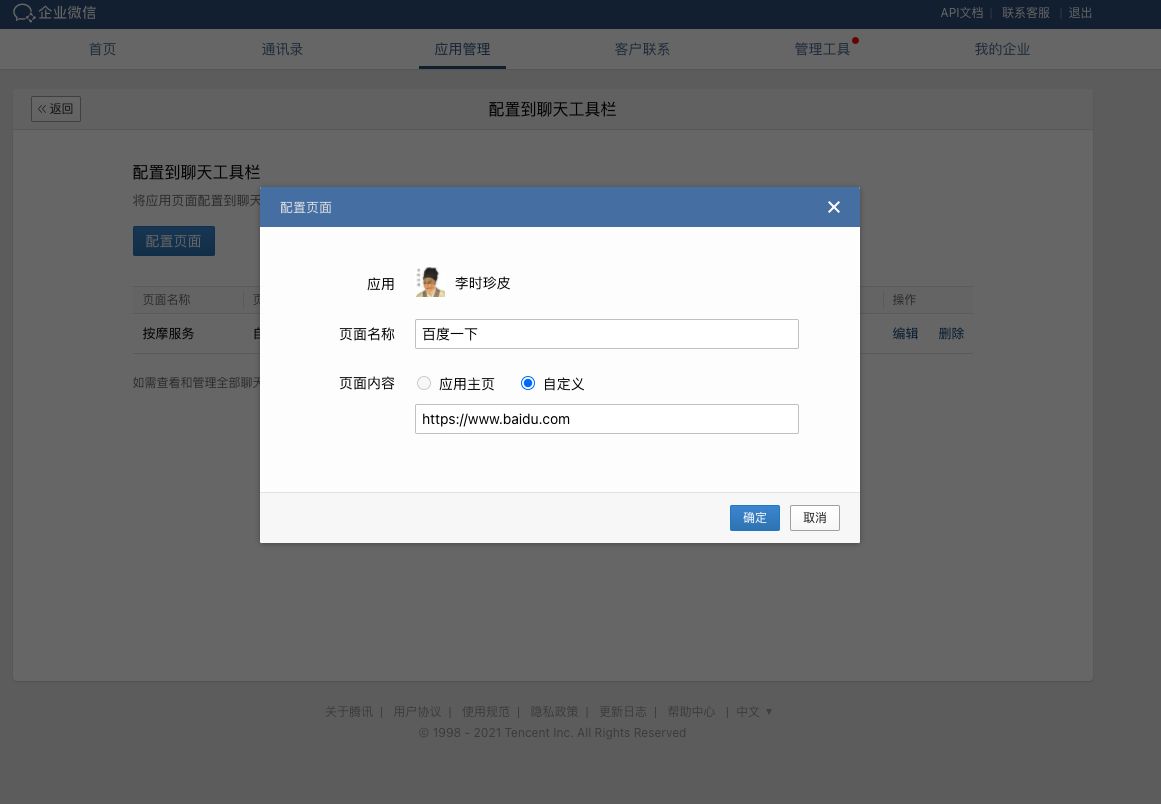 企业微信
API文档 | 联系客服 | 退出
首页 通讯录 应用管理 客户联系 管理工具 我的企业
« 返回 配置到聊天工具栏
配置到聊天工具栏
将应用页面配置到聊天
配置页面
页面名称 操作
按摩服务 编辑 删除
如需查看和管理全部聊天
配置页面
应用 李时珍皮
页面名称 百度一下
页面内容 应用主页 自定义
https://www.baidu.com
确定 取消
关于腾讯 | 用户协议 | 使用规范 | 隐私政策 | 更新日志 | 帮助中心 | 中文 ▼
© 1998 - 2021 Tencent Inc. All Rights Reserved